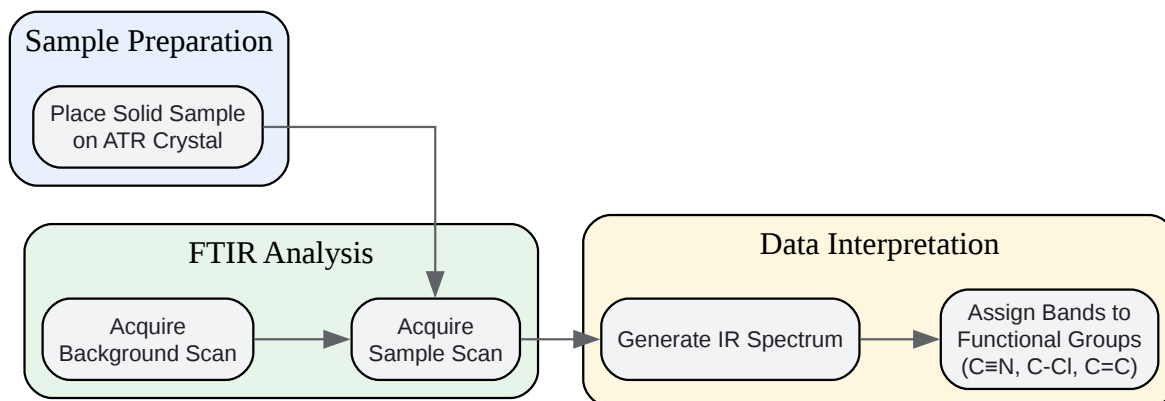 Sample Preparation
Place Solid Sample
on ATR Crystal
FTIR Analysis
Acquire
Background Scan
Acquire
Sample Scan
Data Interpretation
Generate IR Spectrum
Assign Bands to
Functional Groups
(C≡N, C-Cl, C=C)